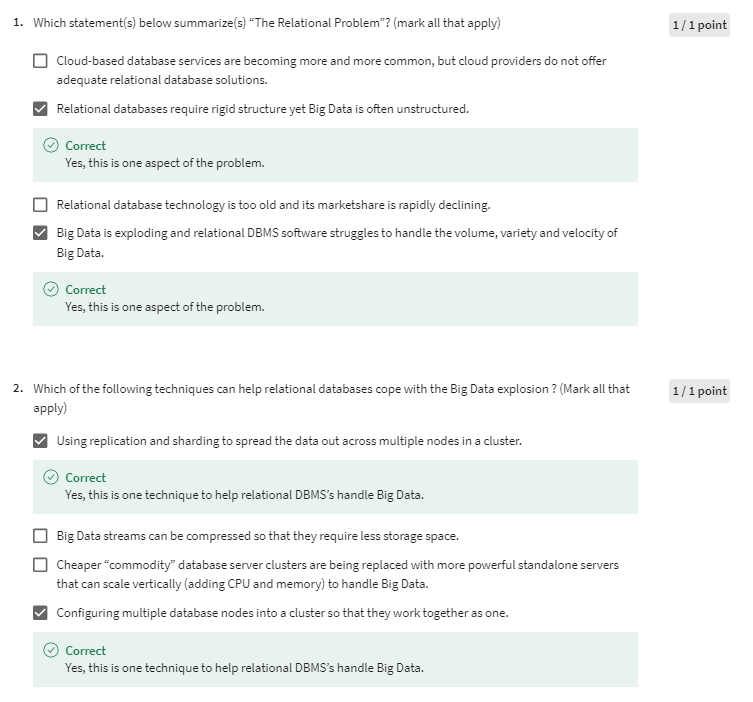 1. Which statement(s) below summarize(s) “The Relational Problem”? (mark all that apply)
1 / 1 point
Cloud-based database services are becoming more and more common, but cloud providers do not offer
adequate relational database solutions.
Relational databases require rigid structure yet Big Data is often unstructured.
Correct
Yes, this is one aspect of the problem.
Relational database technology is too old and its marketshare is rapidly declining.
Big Data is exploding and relational DBMS software struggles to handle the volume, variety and velocity of
Big Data.
Correct
Yes, this is one aspect of the problem.
2. Which of the following techniques can help relational databases cope with the Big Data explosion ? (Mark all that
apply)
1 / 1 point
Using replication and sharding to spread the data out across multiple nodes in a cluster.
Correct
Yes, this is one technique to help relational DBMS’s handle Big Data.
Big Data streams can be compressed so that they require less storage space.
Cheaper “commodity” database server clusters are being replaced with more powerful standalone servers
that can scale vertically (adding CPU and memory) to handle Big Data.
Configuring multiple database nodes into a cluster so that they work together as one.
Correct
Yes, this is one technique to help relational DBMS’s handle Big Data.